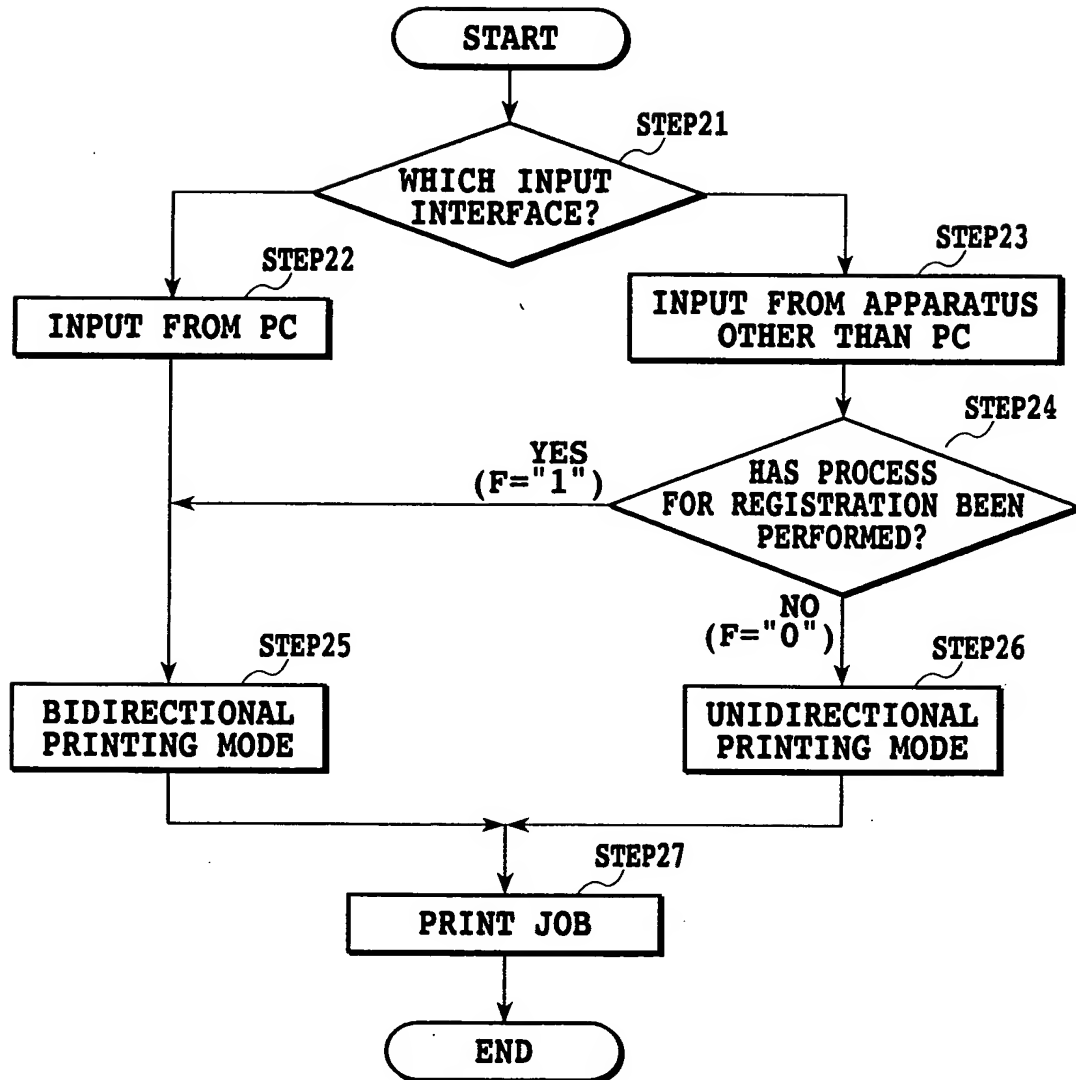 START
STEP21
WHICH INPUT
INTERFACE?
STEP22
INPUT FROM PC
STEP23
INPUT FROM APPARATUS
OTHER THAN PC
STEP24
HAS PROCESS
FOR REGISTRATION BEEN
PERFORMED?
YES
(F="1")
NO
(F="0")
STEP25
BIDIRECTIONAL
PRINTING MODE
STEP26
UNIDIRECTIONAL
PRINTING MODE
STEP27
PRINT JOB
END